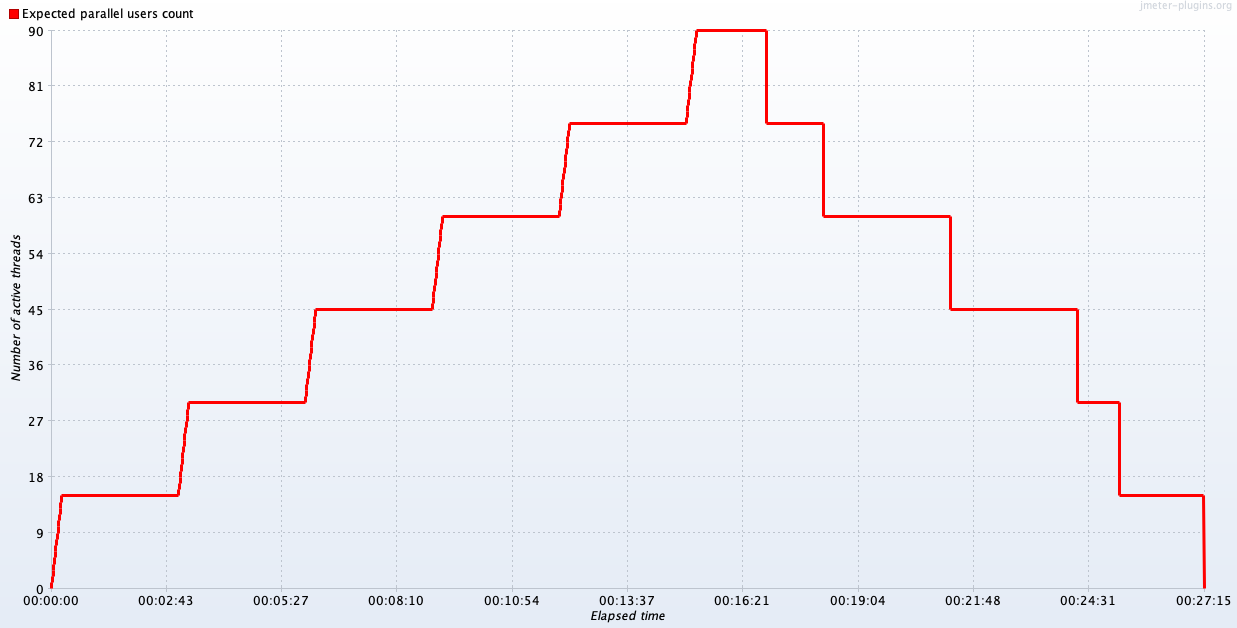 jmeter-plugins.org
Expected parallel users count
90
81
72
63
54
45
36
27
18
9
0
Number of active threads
00:00:00 00:02:43 00:05:27 00:08:10 00:10:54 00:13:37 00:16:21 00:19:04 00:21:48 00:24:31 00:27:15
Elapsed time